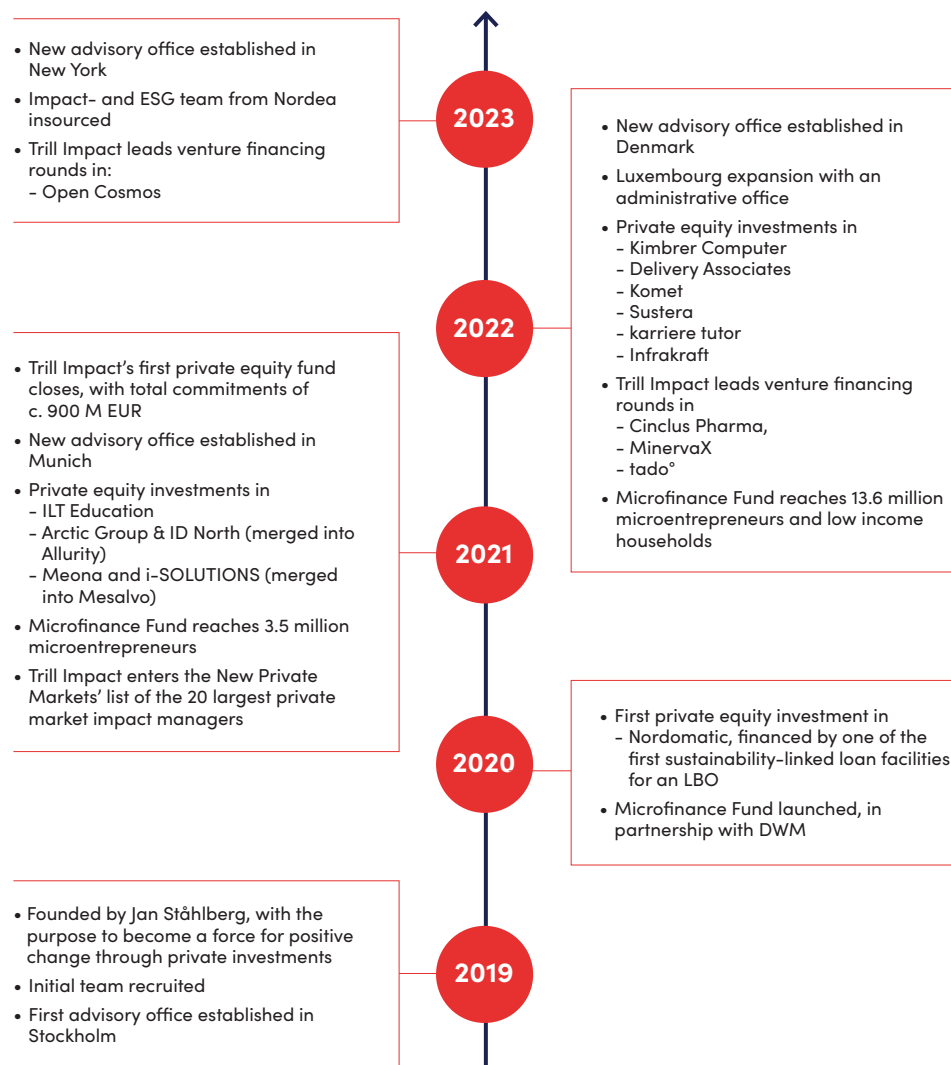 • New advisory office established in
New York
• Impact- and ESG team from Nordea
insourced
• Trill Impact leads venture financing
rounds in:
- Open Cosmos
2023
• New advisory office established in
Denmark
• Luxembourg expansion with an
administrative office
• Private equity investments in
- Kimbrer Computer
- Delivery Associates
- Komet
- Sustera
- karriere tutor
- Infrakraft
• Trill Impact leads venture financing
rounds in
- Cinclus Pharma,
- MinervaX
- tado°
• Microfinance Fund reaches 13.6 million
microentrepreneurs and low income
households
2022
• Trill Impact’s first private equity fund
closes, with total commitments of
c. 900 M EUR
• New advisory office established in
Munich
• Private equity investments in
- ILT Education
- Arctic Group & ID North (merged into
Allurity)
- Meona and i-SOLUTIONS (merged
into Mesalvo)
• Microfinance Fund reaches 3.5 million
microentrepreneurs
• Trill Impact enters the New Private
Markets’ list of the 20 largest private
market impact managers
2021
• First private equity investment in
- Nordomatic, financed by one of the
first sustainability-linked loan facilities
for an LBO
• Microfinance Fund launched, in
partnership with DWM
2020
• Founded by Jan Ståhlberg, with the
purpose to become a force for positive
change through private investments
• Initial team recruited
• First advisory office established in
Stockholm
2019